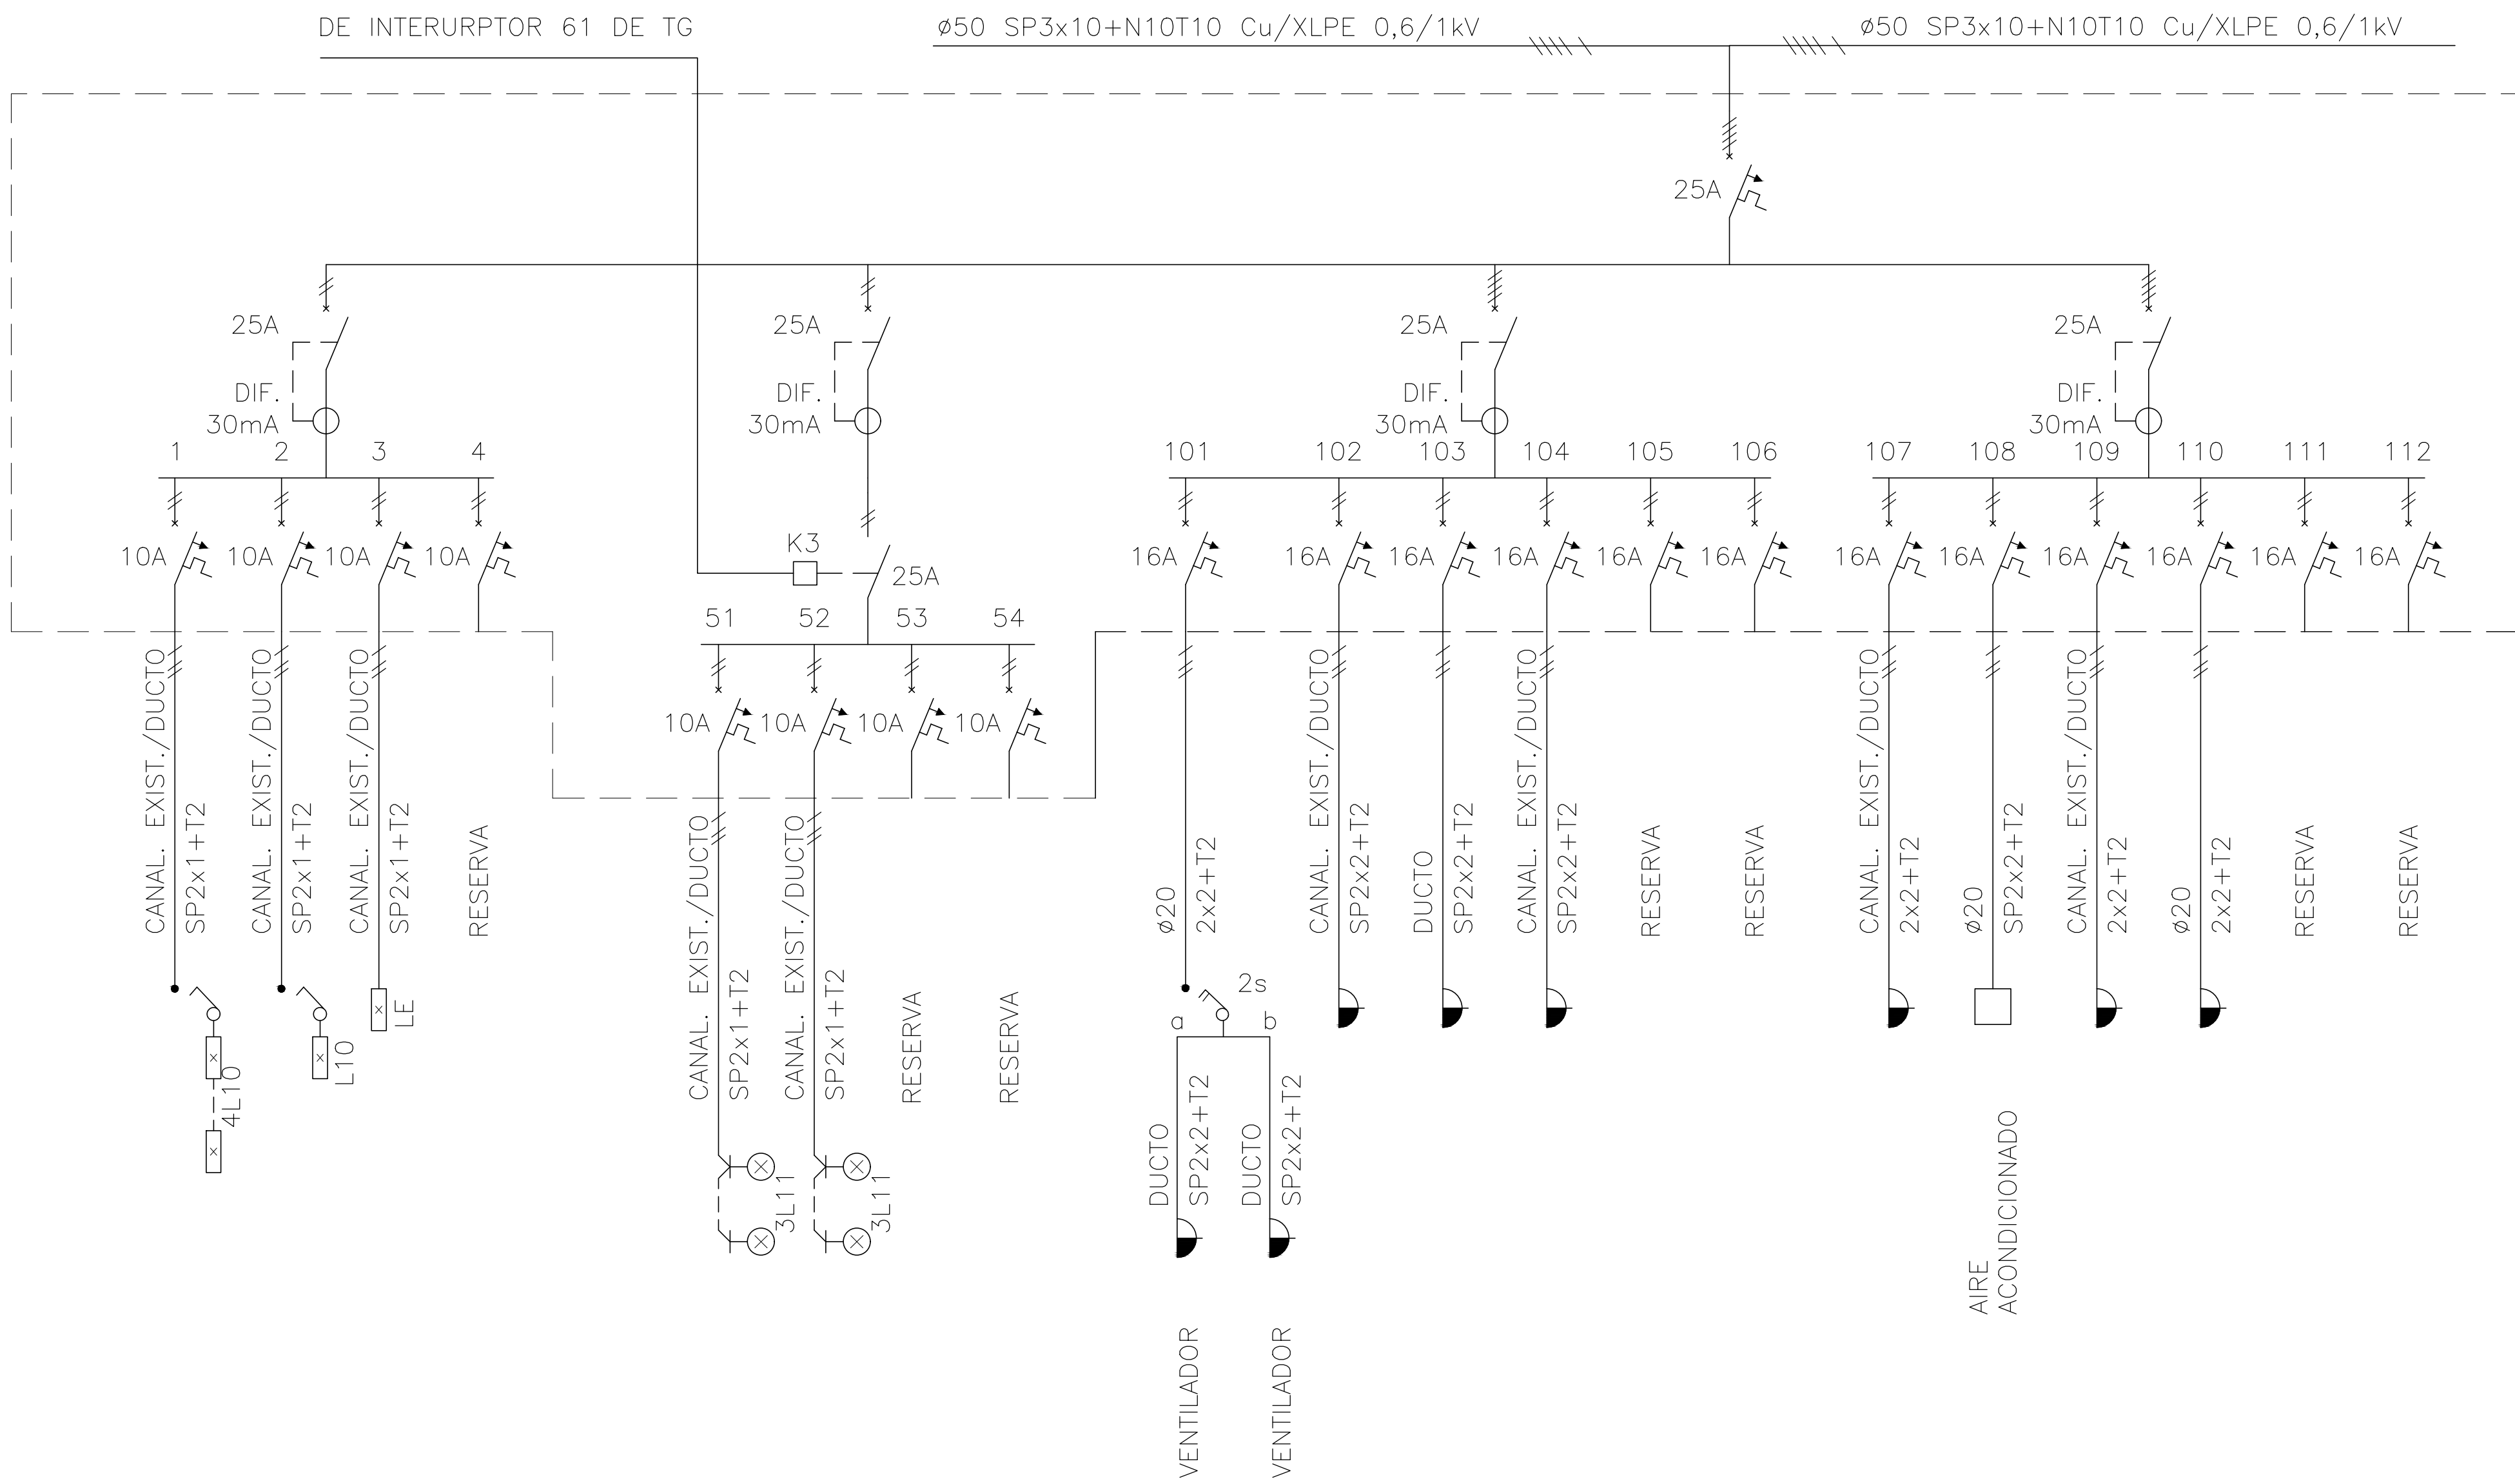 DE INTERURPTOR 61 DE TG
ø50 SP3x10+N10T10 Cu/XLPE 0,6/1kV
ø50 SP3x10+N10T10 Cu/XLPE 0,6/1kV
25A
25A
DIF.
30mA
25A
DIF.
30mA
25A
DIF.
30mA
25A
DIF.
30mA
1
2
3
4
101
102
103
104
105
106
107
108
109
110
111
112
10A
10A
10A
10A
K3
25A
16A
16A
16A
16A
16A
16A
16A
16A
16A
16A
16A
16A
51
52
53
54
10A
10A
10A
10A
CANAL. EXIST./DUCTO
SP2x1+T2
CANAL. EXIST./DUCTO
SP2x1+T2
CANAL. EXIST./DUCTO
SP2x1+T2
RESERVA
CANAL. EXIST./DUCTO
SP2x1+T2
CANAL. EXIST./DUCTO
SP2x1+T2
RESERVA
RESERVA
ø20
2x2+T2
CANAL. EXIST./DUCTO
SP2x2+T2
DUCTO
SP2x2+T2
CANAL. EXIST./DUCTO
SP2x2+T2
RESERVA
RESERVA
CANAL. EXIST./DUCTO
2x2+T2
ø20
SP2x2+T2
CANAL. EXIST./DUCTO
2x2+T2
ø20
2x2+T2
RESERVA
RESERVA
4L10
L10
LE
3L11
3L11
2s
a
b
DUCTO
SP2x2+T2
DUCTO
SP2x2+T2
VENTILADOR
VENTILADOR
AIRE
ACONDICIONADO